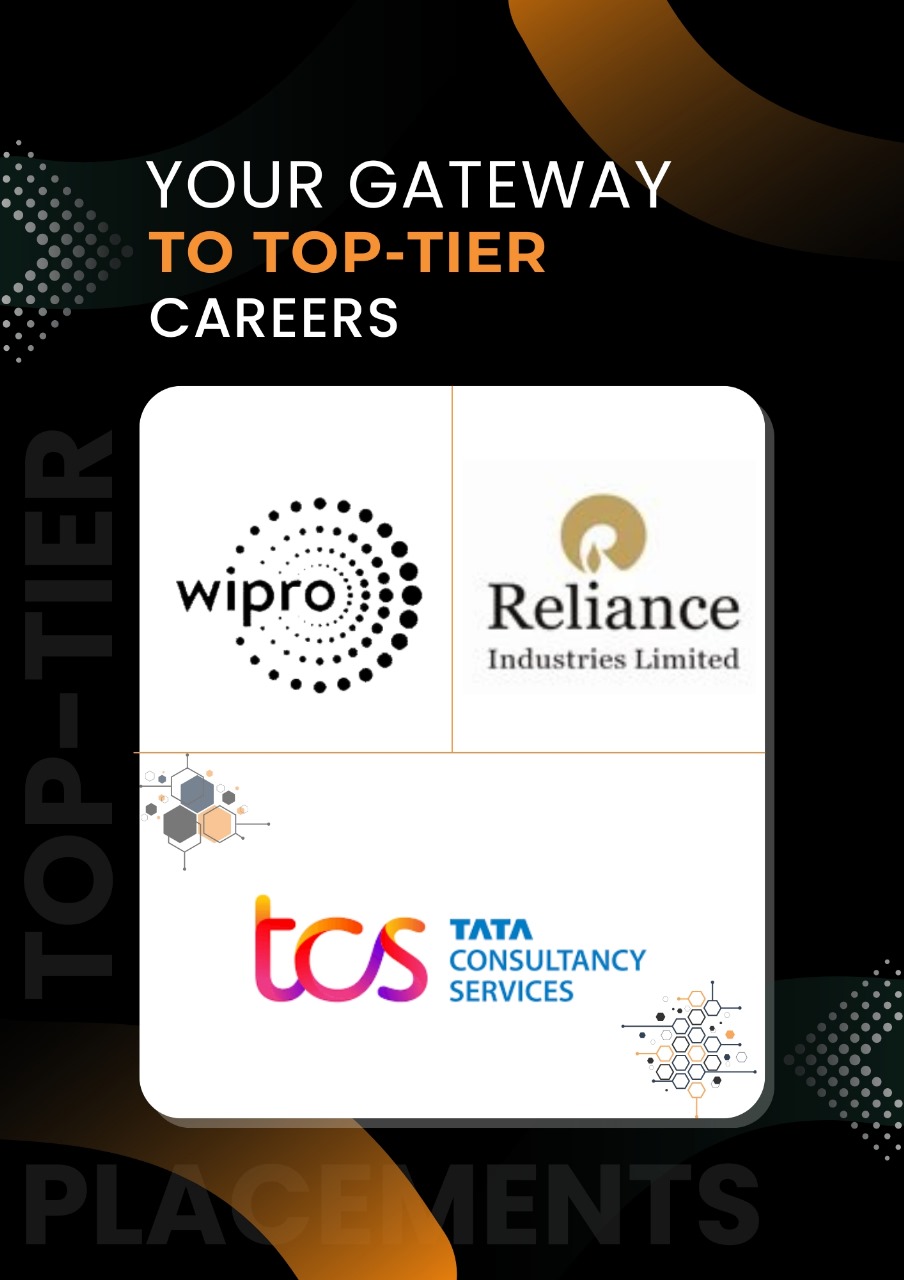 YOUR GATEWAY
TO TOP-TIER
CAREERS
TOP-TIER
wipro
Reliance
Industries Limited
tcs
TATA
CONSULTANCY
SERVICES
PLACEMENTS